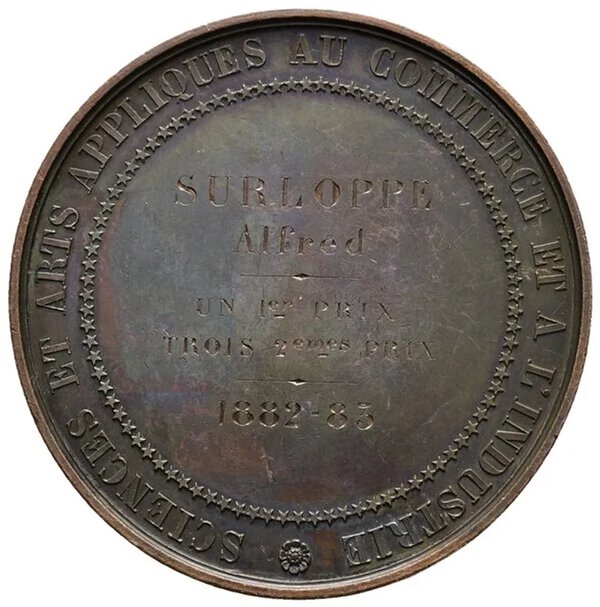 SCIENCES ET ARTS APPLIQUES AU COMMERCE ET A L'INDUSTRIE
SURLOPPE
Alfred
UN 1er PRIX
TROIS 2emes PRIX
1882-83